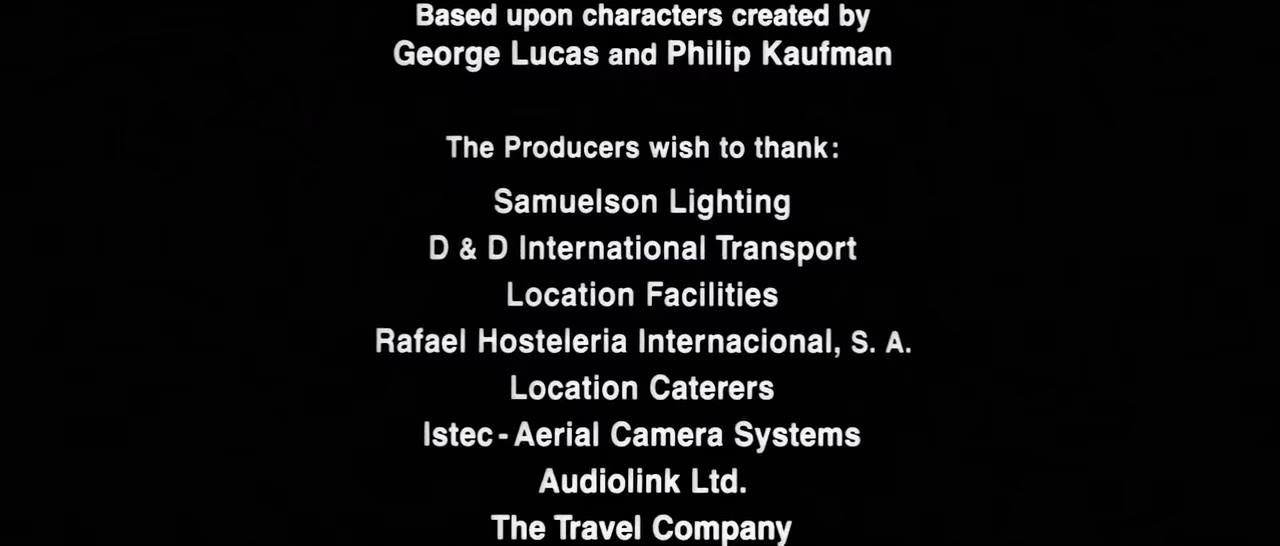 Based upon characters created by
George Lucas and Philip Kaufman
The Producers wish to thank:
Samuelson Lighting
D & D International Transport
Location Facilities
Rafael Hosteleria Internacional, S. A.
Location Caterers
Istec - Aerial Camera Systems
Audiolink Ltd.
The Travel Company